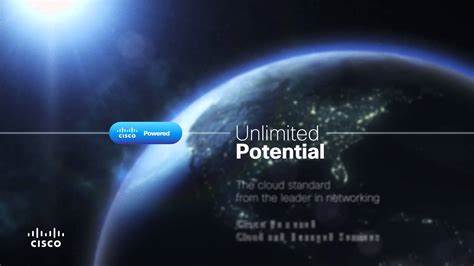 CISCO Powered
Unlimited
Potential
The cloud standard
from the leader in networking
CISCO